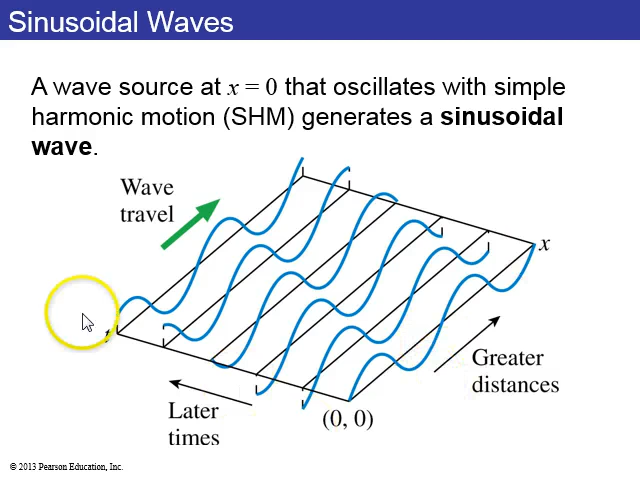 Sinusoidal Waves
A wave source at x = 0 that oscillates with simple
harmonic motion (SHM) generates a sinusoidal
wave.
Wave
travel
x
t
Greater
distances
Later
times
(0, 0)
© 2013 Pearson Education, Inc.